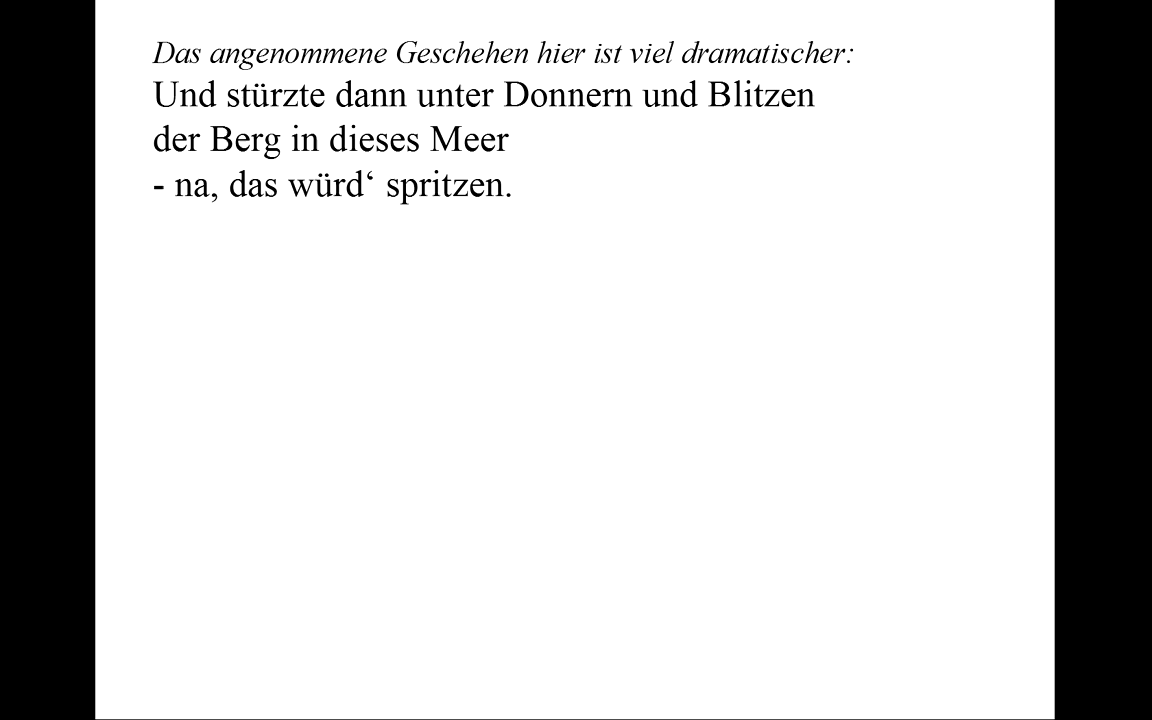 Das angenommene Geschehen hier ist viel dramatischer:
Und stürzte dann unter Donnern und Blitzen
der Berg in dieses Meer
- na, das würd‘ spritzen.